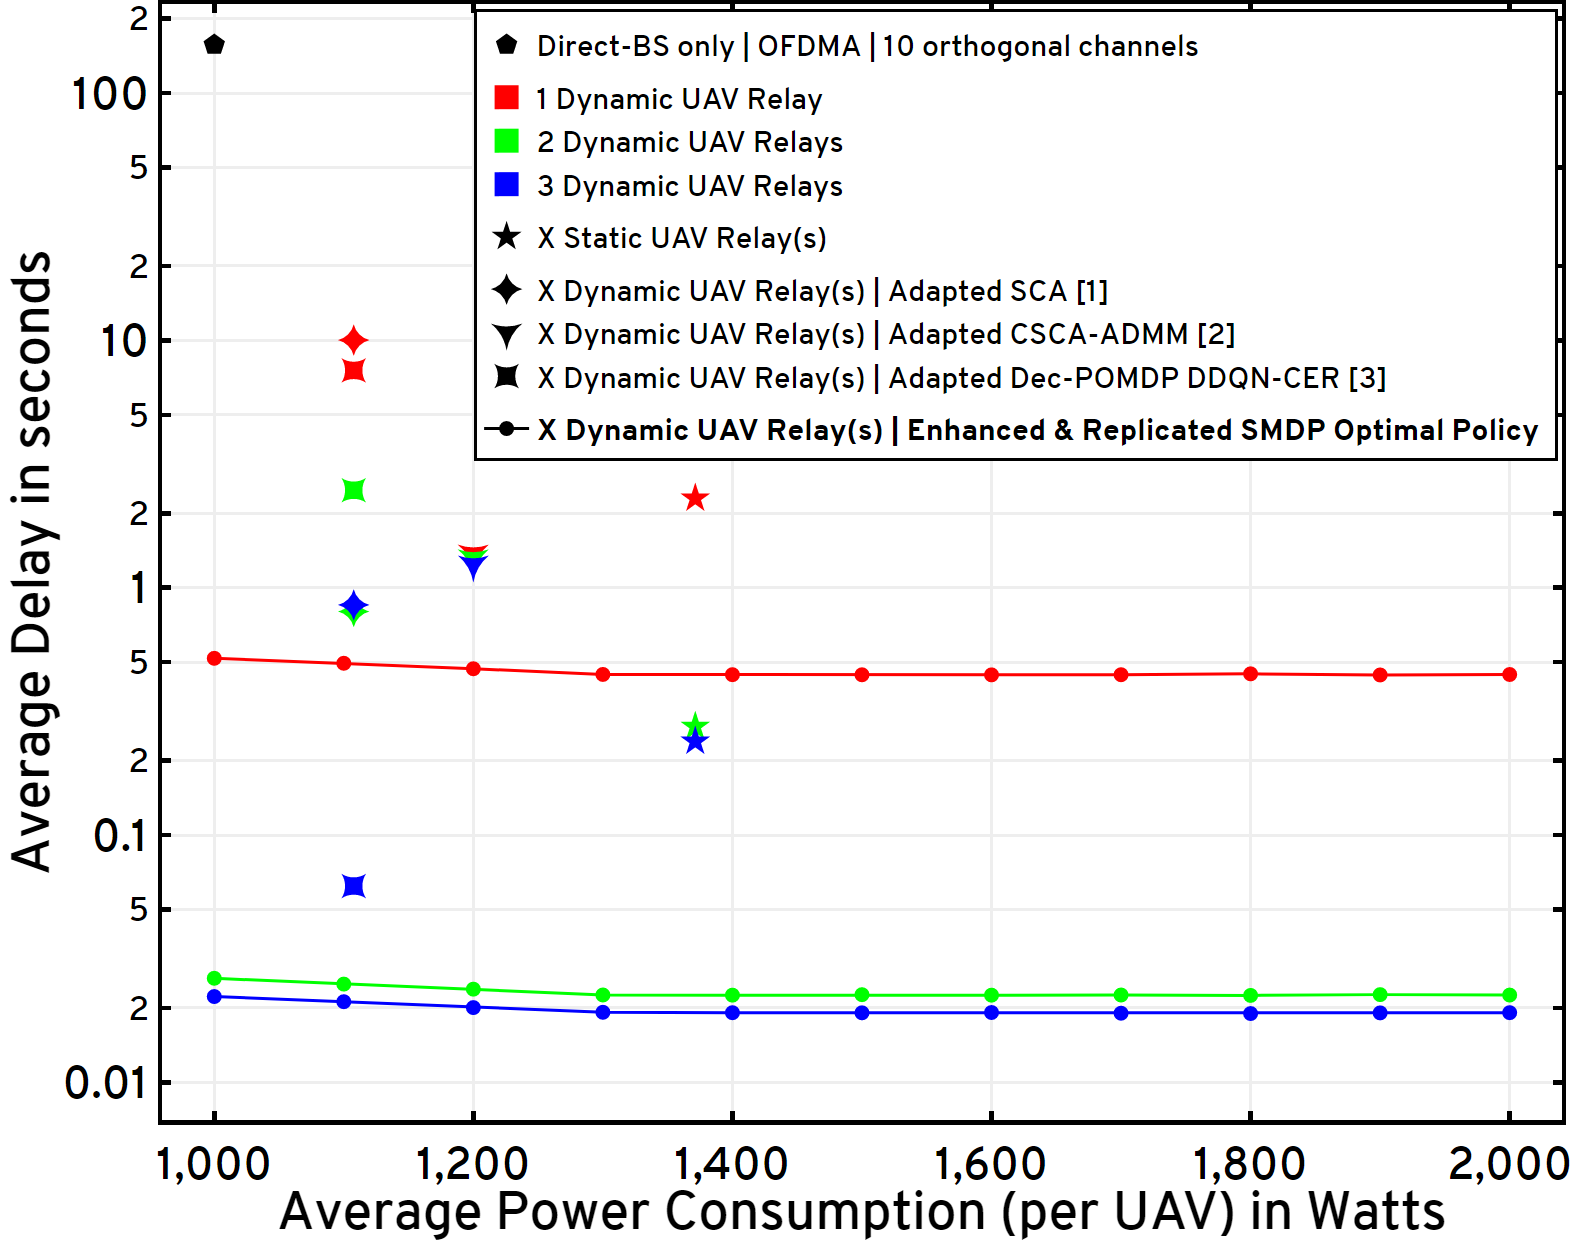 Average Delay in seconds
2
100
5
2
10
5
2
1
5
2
0.1
5
2
0.01
Direct-BS only | OFDMA | 10 orthogonal channels
1 Dynamic UAV Relay
2 Dynamic UAV Relays
3 Dynamic UAV Relays
X Static UAV Relay(s)
X Dynamic UAV Relay(s) | Adapted SCA [1]
X Dynamic UAV Relay(s) | Adapted CSCA-ADMM [2]
X Dynamic UAV Relay(s) | Adapted Dec-POMDP DDQN-CER [3]
X Dynamic UAV Relay(s) | Enhanced & Replicated SMDP Optimal Policy
1,000 1,200 1,400 1,600 1,800 2,000
Average Power Consumption (per UAV) in Watts